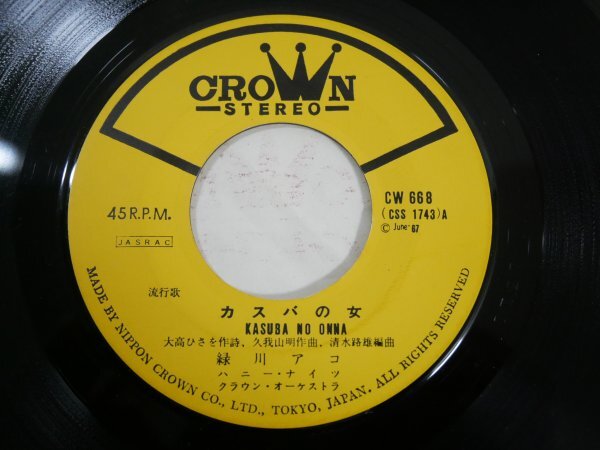 CROWN
STEREO
45 R.P.M.
JASRAC
CW 668
(CSS 1743)A
Ⓒ June '67
流行歌
カスバの女
KASUBA NO ONNA
大高ひさを作詩、久我山明作曲、清水路雄編曲
緑川アコ
ハニー・ナイツ
クラウン・オーケストラ
MADE BY NIPPON CROWN CO., LTD., TOKYO, JAPAN. ALL RIGHTS RESERVED